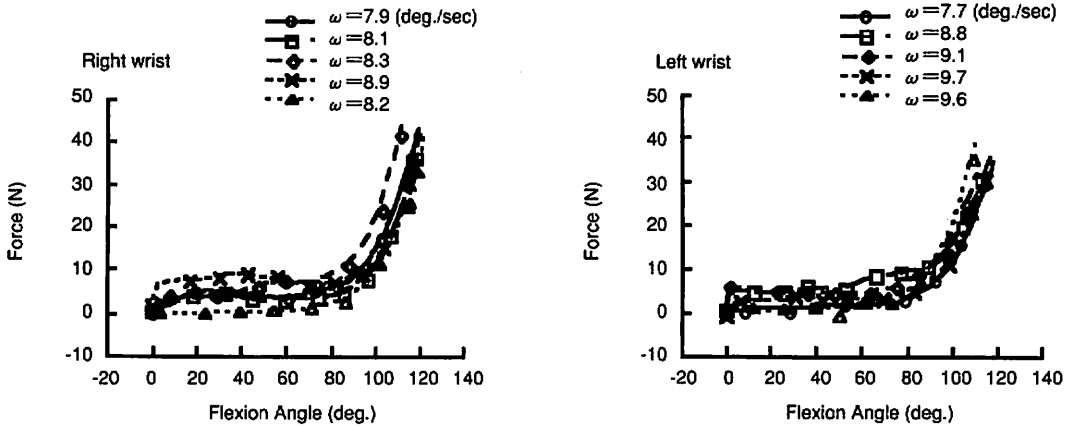 Right wrist
ω=7.9 (deg./sec)
ω=8.1
ω=8.3
ω=8.9
ω=8.2
50
40
30
20
10
0
-10
Force (N)
-20 0 20 40 60 80 100 120 140
Flexion Angle (deg.)
Left wrist
ω=7.7 (deg./sec)
ω=8.8
ω=9.1
ω=9.7
ω=9.6
50
40
30
20
10
0
-10
Force (N)
-20 0 20 40 60 80 100 120 140
Flexion Angle (deg.)